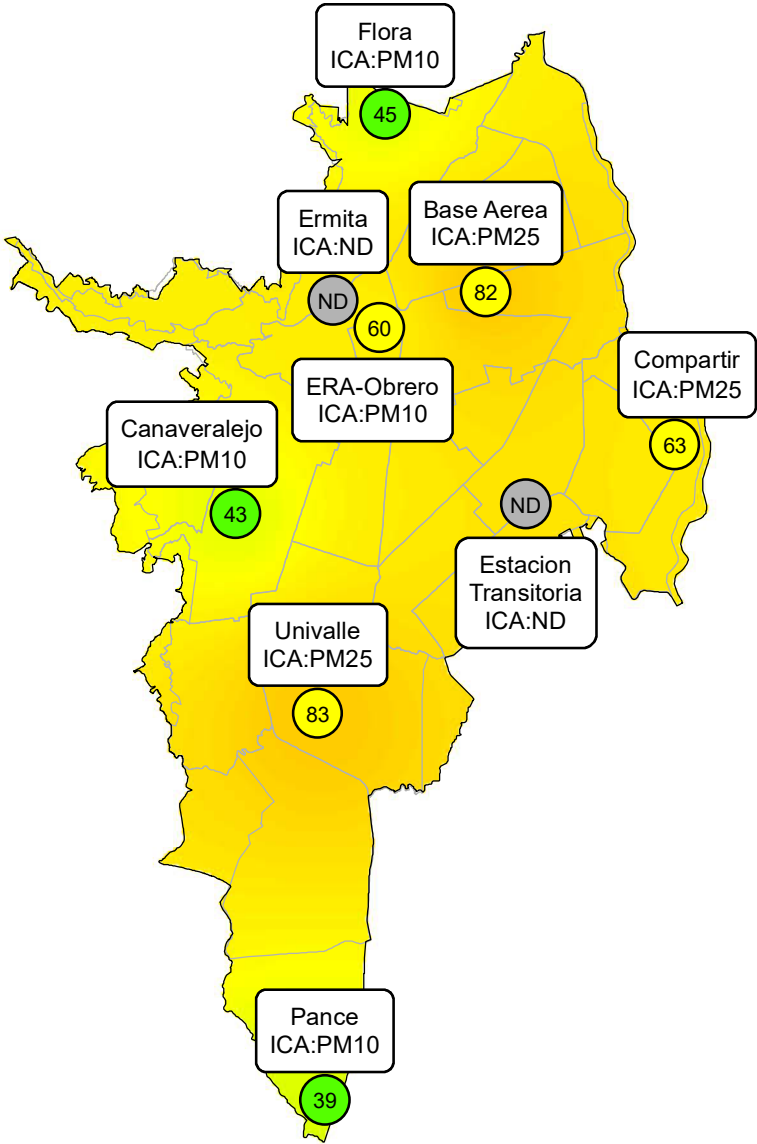 Flora
ICA:PM10
45
Ermita
ICA:ND
ND
Base Aerea
ICA:PM25
82
60
ERA-Obrero
ICA:PM10
Compartir
ICA:PM25
63
Canaveralejo
ICA:PM10
43
ND
Estacion
Transitoria
ICA:ND
Univalle
ICA:PM25
83
Pance
ICA:PM10
39